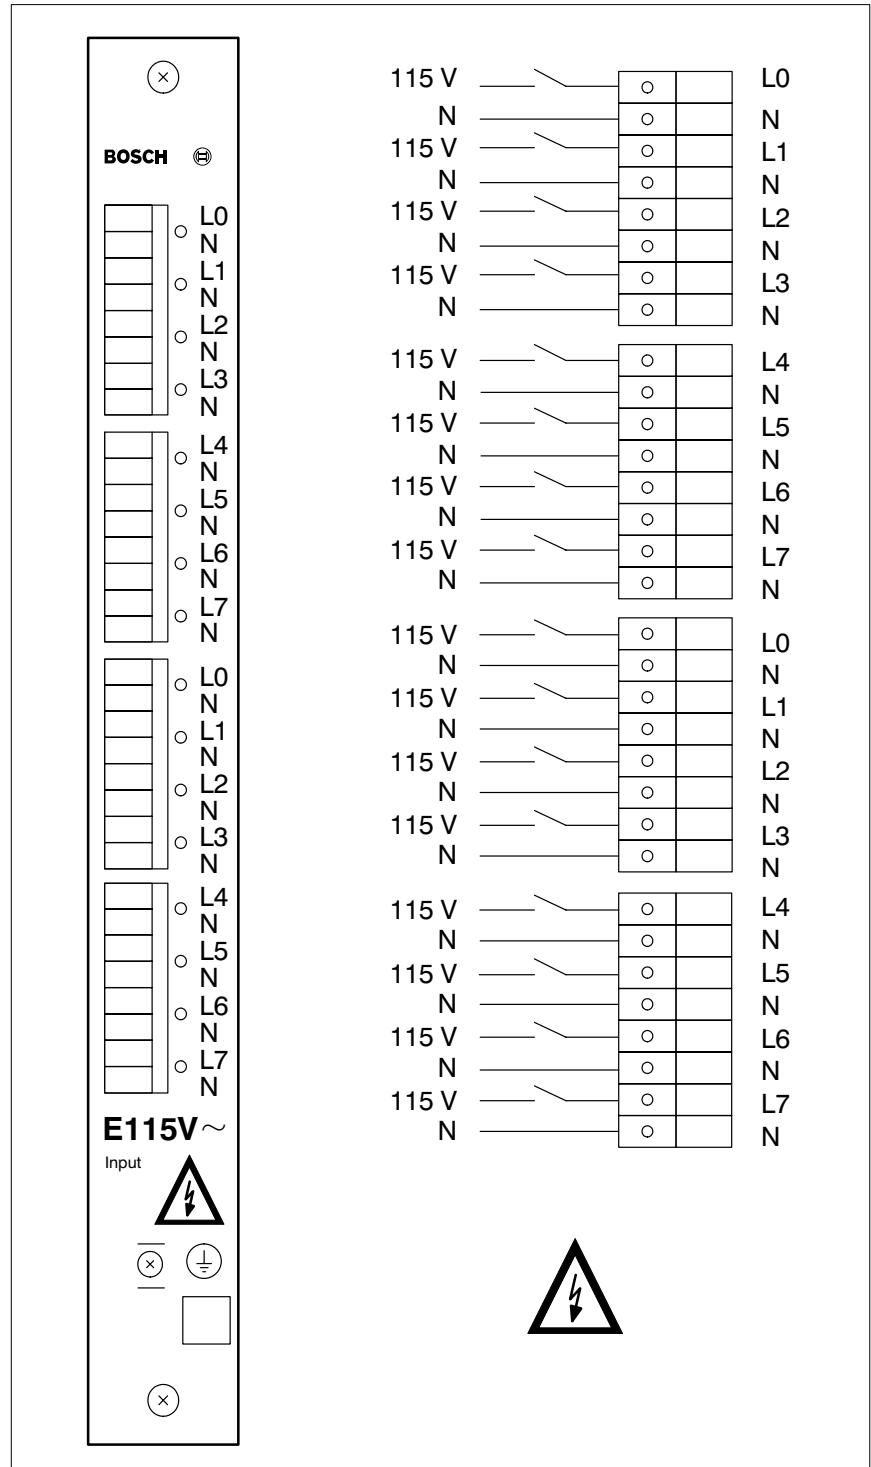 BOSCH
L0
N
L1
N
L2
N
L3
N
L4
N
L5
N
L6
N
L7
N
L0
N
L1
N
L2
N
L3
N
L4
N
L5
N
L6
N
L7
N
E115V~
Input
115 V L0
N N
115 V L1
N N
115 V L2
N N
115 V L3
N N
115 V L4
N N
115 V L5
N N
115 V L6
N N
115 V L7
N N
115 V L0
N N
115 V L1
N N
115 V L2
N N
115 V L3
N N
115 V L4
N N
115 V L5
N N
115 V L6
N N
115 V L7
N N